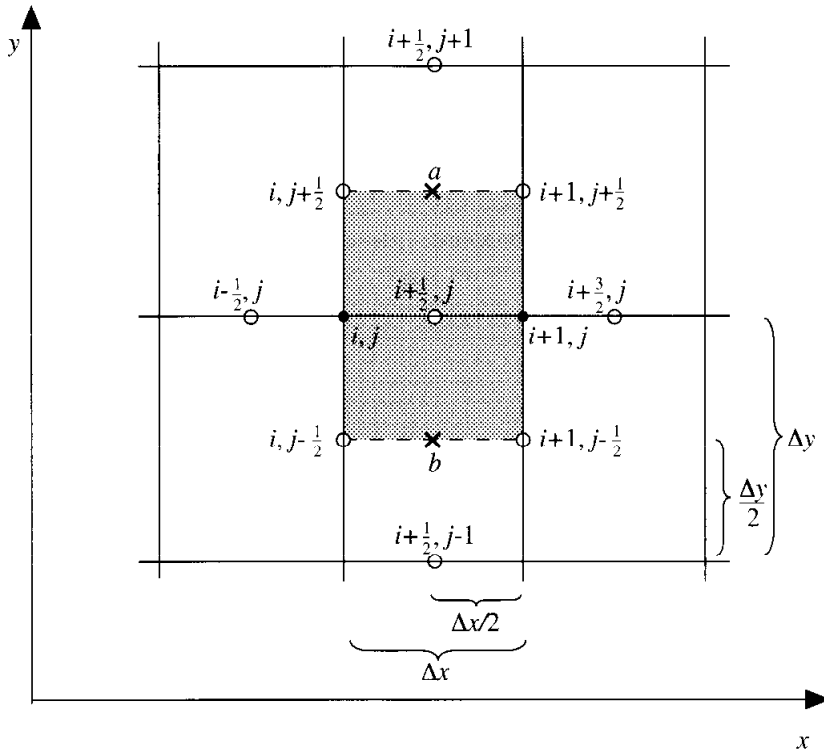 y
i+½, j+1
a
i, j+½
i+1, j+½
i-½, j
i+½, j
i+3/2, j
i, j
i+1, j
i, j-½
i+1, j-½
b
Δy
Δy/2
i+½, j-1
Δx/2
Δx
x